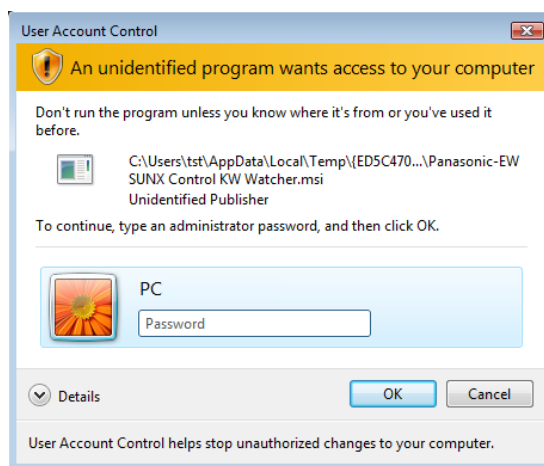 User Account Control
An unidentified program wants access to your computer
Don't run the program unless you know where it's from or you've used it
before.
C:\Users\tst\AppData\Local\Temp\{ED5C470...\Panasonic-EW
SUNX Control KW Watcher.msi
Unidentified Publisher
To continue, type an administrator password, and then click OK.
PC
Password
Details
OK
Cancel
User Account Control helps stop unauthorized changes to your computer.